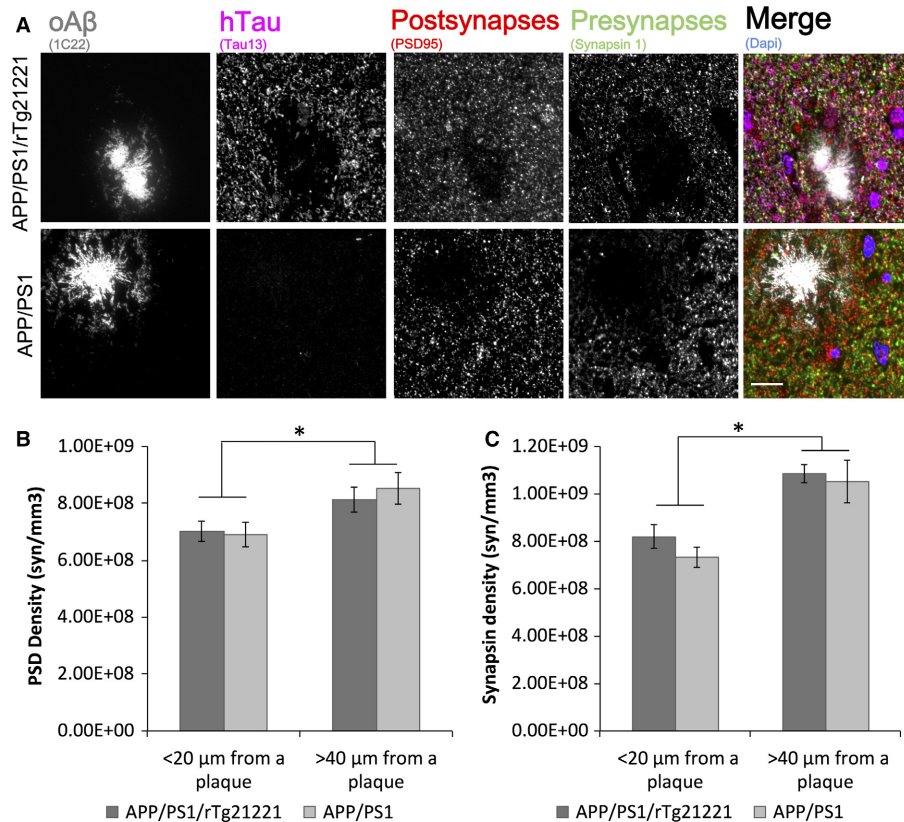 A
oAβ hTau Postsynapses Presynapses Merge
(1C22) (Tau13) (PSD95) (Synapsin 1) (Dapi)
APP/PS1/rTg21221
APP/PS1
B
PSD Density (syn/mm3)
1.00E+09
8.00E+08
6.00E+08
4.00E+08
2.00E+08
0.00E+00
*
<20 μm from a plaque
>40 μm from a plaque
APP/PS1/rTg21221 APP/PS1
C
Synapsin density (syn/mm3)
1.20E+09
1.00E+09
8.00E+08
6.00E+08
4.00E+08
2.00E+08
0.00E+00
*
<20 μm from a
plaque
>40 μm from a
plaque
APP/PS1/rTg21221 APP/PS1